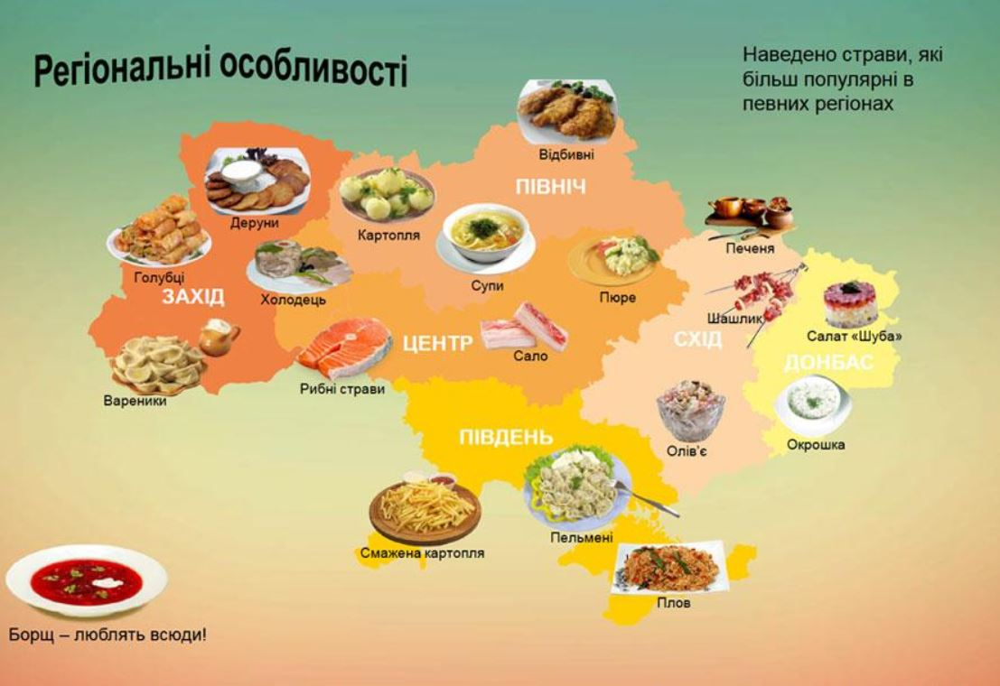 Регіональні особливості
Наведено страви, які
більш популярні в
певних регіонах
Відбивні
ПІВНІЧ
Деруни
Картопля
Печеня
Голубці
Супи
ЗАХІД
Холодець
Пюре
Шашлик
Салат «Шуба»
СХІД
ЦЕНТР
Сало
ДОНБАС
Вареники
Рибні страви
ПІВДЕНЬ
Олів'є
Окрошка
Смажена картопля
Пельмені
Плов
Борщ – люблять всюди!